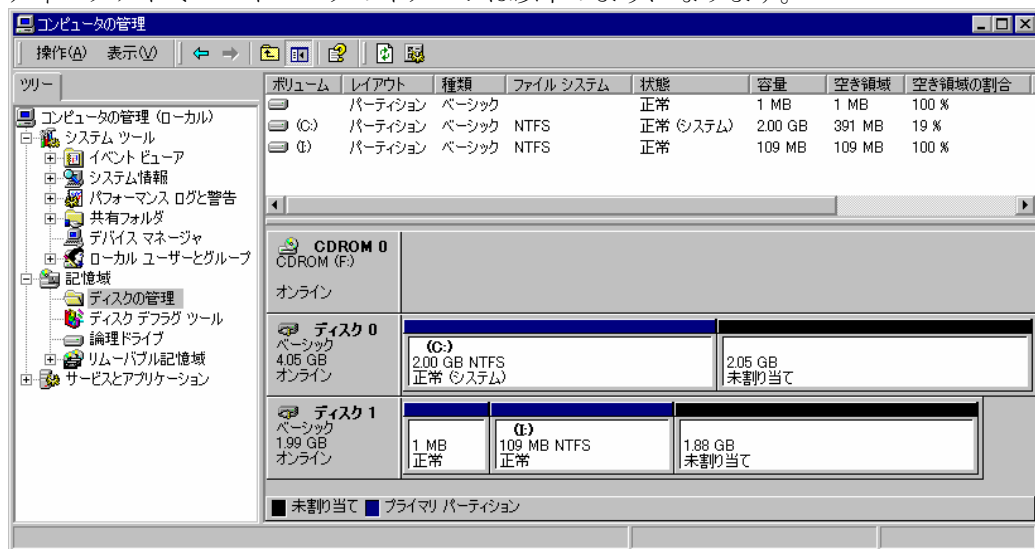 コンピュータの管理
操作(A) 表示(V)
ツリー
コンピュータの管理 (ローカル)
システム ツール
イベント ビューア
システム情報
パフォーマンス ログと警告
共有フォルダ
デバイス マネージャ
ローカル ユーザーとグループ
記憶域
ディスクの管理
ディスク デフラグ ツール
論理ドライブ
リムーバブル記憶域
サービスとアプリケーション
ボリューム レイアウト 種類 ファイル システム 状態 容量 空き領域 空き領域の割合
パーティション ベーシック 正常 1 MB 1 MB 100 %
(C:) パーティション ベーシック NTFS 正常 (システム) 2.00 GB 391 MB 19 %
(I:) パーティション ベーシック NTFS 正常 109 MB 109 MB 100 %
CDROM 0
CDROM (F:)
オンライン
ディスク 0
ベーシック
4.05 GB
オンライン
(C:)
2.00 GB NTFS
正常 (システム)
2.05 GB
未割り当て
ディスク 1
ベーシック
1.99 GB
オンライン
1 MB
正常
(I:)
109 MB NTFS
正常
1.88 GB
未割り当て
未割り当て プライマリ パーティション